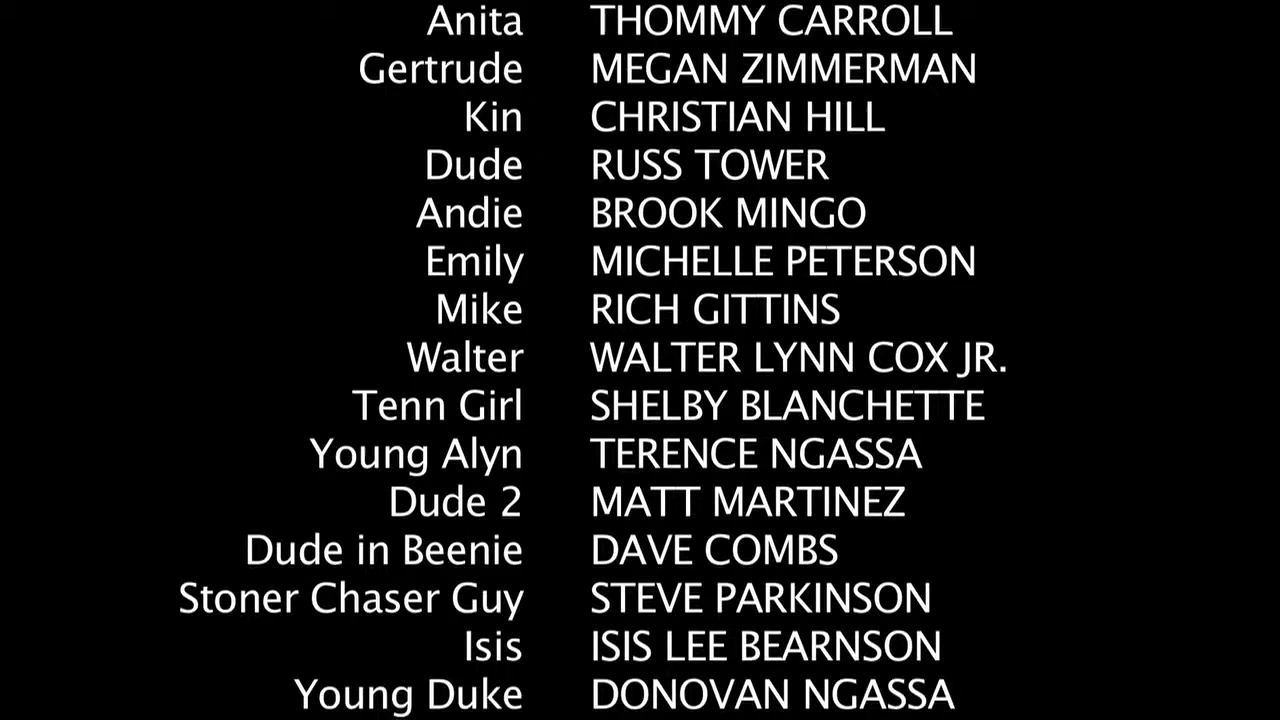 Anita THOMMY CARROLL
Gertrude MEGAN ZIMMERMAN
Kin CHRISTIAN HILL
Dude RUSS TOWER
Andie BROOK MINGO
Emily MICHELLE PETERSON
Mike RICH GITTINS
Walter WALTER LYNN COX JR.
Tenn Girl SHELBY BLANCHETTE
Young Alyn TERENCE NGASSA
Dude 2 MATT MARTINEZ
Dude in Beenie DAVE COMBS
Stoner Chaser Guy STEVE PARKINSON
Isis ISIS LEE BEARNSON
Young Duke DONOVAN NGASSA